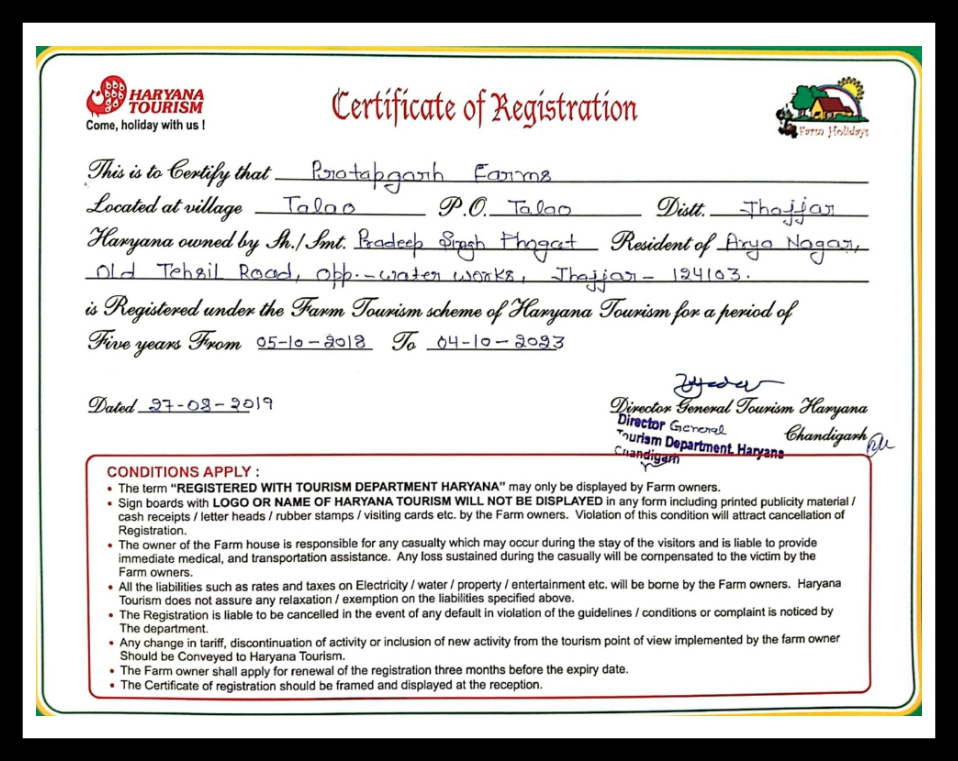 HARYANA
TOURISM
Come, holiday with us !
Certificate of Registration
Farm Holidays
This is to Certify that Pratapgarh Farms
Located at village Talao P.O. Talao Distt. Jhajjar
Haryana owned by Sh./Smt. Pradeep Singh Phogat Resident of Arya Nagar,
Old Tehsil Road, Opp.-water works, Jhajjar- 124103.
is Registered under the Farm Tourism scheme of Haryana Tourism for a period of
Five years From 05-10-2018 To 04-10-2023
Dated 27-08-2019
Director General Tourism Haryana
Chandigarh
Director General
Tourism Department, Haryana
Chandigarh
CONDITIONS APPLY :
• The term "REGISTERED WITH TOURISM DEPARTMENT HARYANA" may only be displayed by Farm owners.
• Sign boards with LOGO OR NAME OF HARYANA TOURISM WILL NOT BE DISPLAYED in any form including printed publicity material /
cash receipts / letter heads / rubber stamps / visiting cards etc. by the Farm owners. Violation of this condition will attract cancellation of
Registration.
• The owner of the Farm house is responsible for any casualty which may occur during the stay of the visitors and is liable to provide
immediate medical, and transportation assistance. Any loss sustained during the casually will be compensated to the victim by the
Farm owners.
• All the liabilities such as rates and taxes on Electricity / water / property / entertainment etc. will be borne by the Farm owners. Haryana
Tourism does not assure any relaxation / exemption on the liabilities specified above.
• The Registration is liable to be cancelled in the event of any default in violation of the guidelines / conditions or complaint is noticed by
The department.
• Any change in tariff, discontinuation of activity or inclusion of new activity from the tourism point of view implemented by the farm owner
Should be Conveyed to Haryana Tourism.
• The Farm owner shall apply for renewal of the registration three months before the expiry date.
• The Certificate of registration should be framed and displayed at the reception.